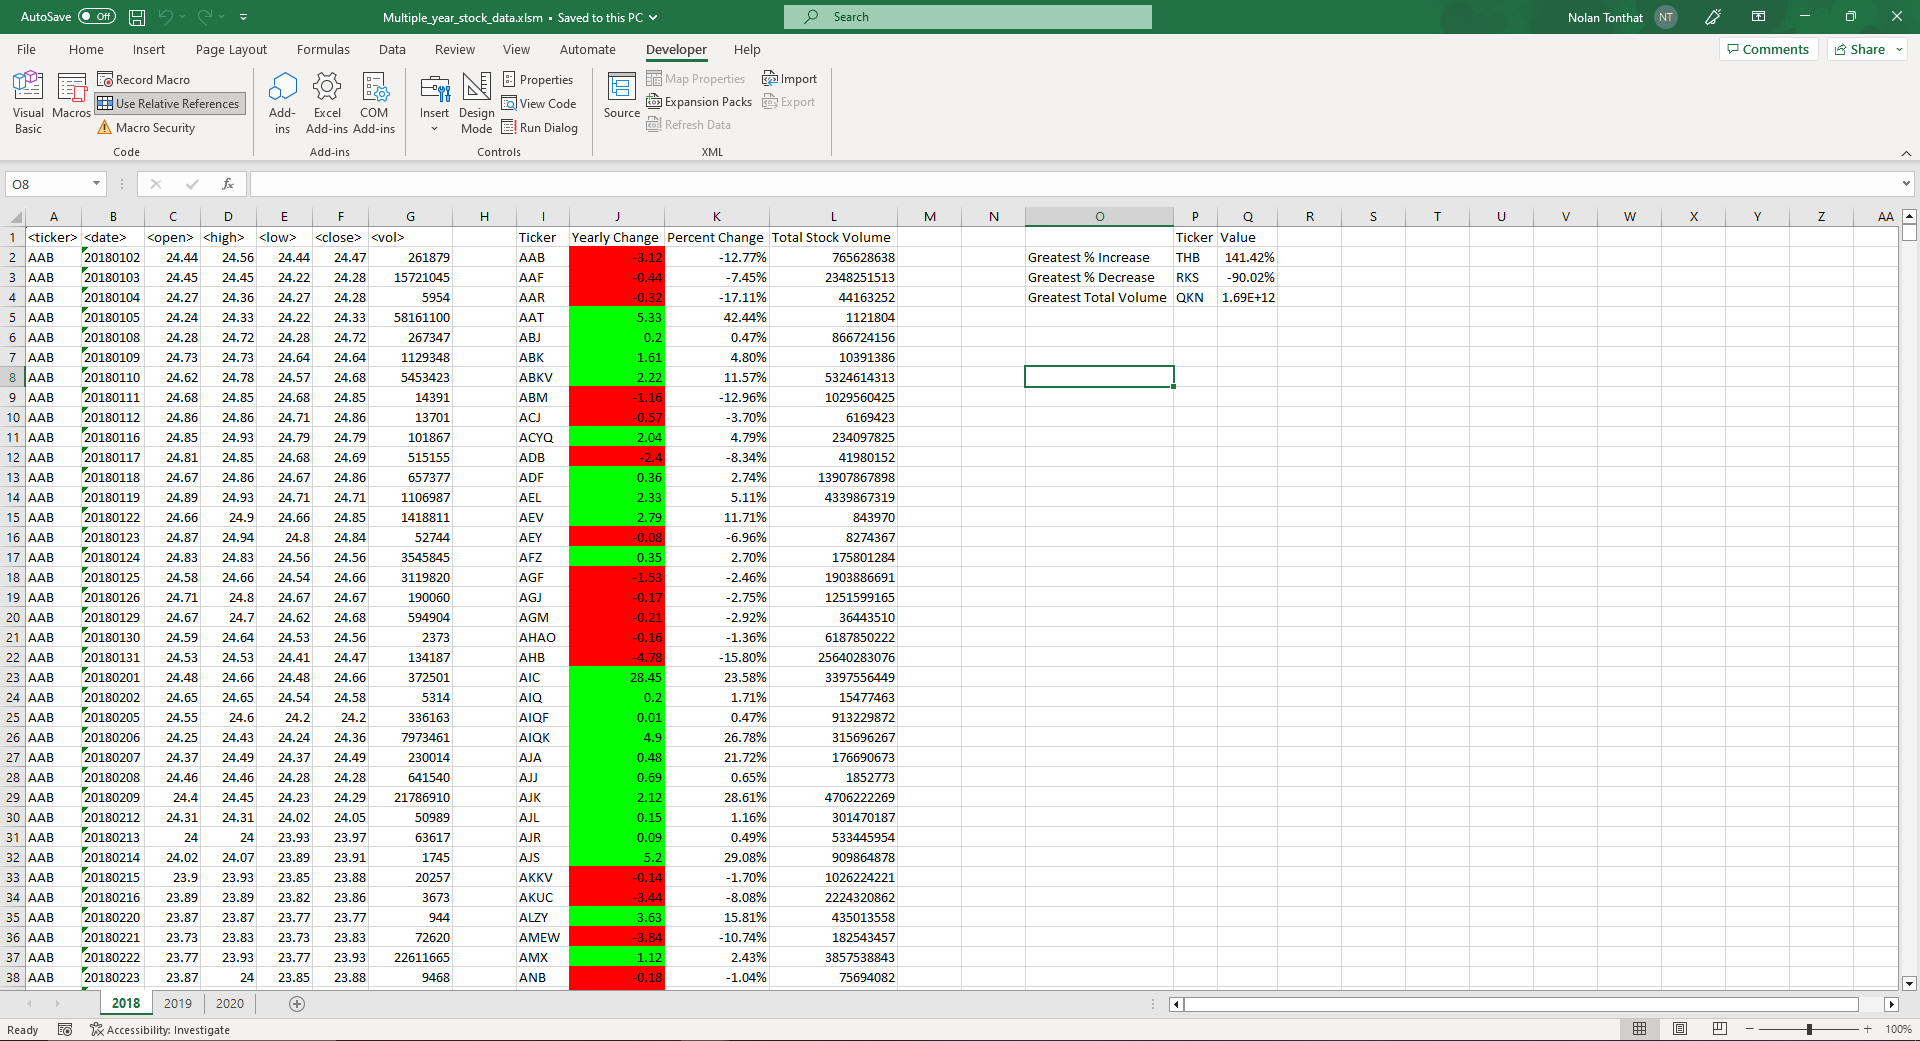 AutoSave Off Multiple_year_stock_data.xlsm • Saved to this PC Search Nolan Tonthat NT
File Home Insert Page Layout Formulas Data Review View Automate Developer Help Comments Share
Visual Basic Macros Record Macro Use Relative References Macro Security
Code
Add-ins Excel Add-ins COM Add-ins
Add-ins
Insert Design Mode Properties View Code Run Dialog
Controls
Source Map Properties Expansion Packs Refresh Data Import Export
XML
O8 fx
A B C D E F G H I J K L M N O P Q R S T U V W X Y Z AA
1 <ticker> <date> <open> <high> <low> <close> <vol> Ticker Yearly Change Percent Change Total Stock Volume Ticker Value
2 AAB 20180102 24.44 24.56 24.44 24.47 261879 AAB -3.12 -12.77% 765628638 Greatest % Increase THB 141.42%
3 AAB 20180103 24.45 24.45 24.22 24.28 15721045 AAF -0.44 -7.45% 2348251513 Greatest % Decrease RKS -90.02%
4 AAB 20180104 24.27 24.36 24.27 24.28 5954 AAR -0.32 -17.11% 44163252 Greatest Total Volume QKN 1.69E+12
5 AAB 20180105 24.24 24.33 24.22 24.33 58161100 AAT 5.33 42.44% 1121804
6 AAB 20180108 24.28 24.72 24.28 24.72 267347 ABJ 0.2 0.47% 866724156
7 AAB 20180109 24.73 24.73 24.64 24.64 1129348 ABK 1.61 4.80% 10391386
8 AAB 20180110 24.62 24.78 24.57 24.68 5453423 ABKV 2.22 11.57% 5324614313
9 AAB 20180111 24.68 24.85 24.68 24.85 14391 ABM -1.16 -12.96% 1029560425
10 AAB 20180112 24.86 24.86 24.71 24.86 13701 ACJ -0.57 -3.70% 6169423
11 AAB 20180116 24.85 24.93 24.79 24.79 101867 ACYQ 2.04 4.79% 234097825
12 AAB 20180117 24.81 24.85 24.68 24.69 515155 ADB -2.4 -8.34% 41980152
13 AAB 20180118 24.67 24.86 24.67 24.86 657377 ADF 0.36 2.74% 13907867898
14 AAB 20180119 24.89 24.93 24.71 24.71 1106987 AEL 2.33 5.11% 4339867319
15 AAB 20180122 24.66 24.9 24.66 24.85 1418811 AEV 2.79 11.71% 843970
16 AAB 20180123 24.87 24.94 24.8 24.84 52744 AEY -0.08 -6.96% 8274367
17 AAB 20180124 24.83 24.83 24.56 24.56 3545845 AFZ 0.35 2.70% 175801284
18 AAB 20180125 24.58 24.66 24.54 24.66 3119820 AGF -1.53 -2.46% 1903886691
19 AAB 20180126 24.71 24.8 24.67 24.67 190060 AGJ -0.17 -2.75% 1251599165
20 AAB 20180129 24.67 24.7 24.62 24.68 594904 AGM -0.21 -2.92% 36443510
21 AAB 20180130 24.59 24.64 24.53 24.56 2373 AHAO -0.16 -1.36% 6187850222
22 AAB 20180131 24.53 24.53 24.41 24.47 134187 AHB -4.78 -15.80% 25640283076
23 AAB 20180201 24.48 24.66 24.48 24.66 372501 AIC 28.45 23.58% 3397556449
24 AAB 20180202 24.65 24.65 24.54 24.58 5314 AIQ 0.2 1.71% 15477463
25 AAB 20180205 24.55 24.6 24.2 24.2 336163 AIQF 0.01 0.47% 913229872
26 AAB 20180206 24.25 24.43 24.24 24.36 7973461 AIQK 4.9 26.78% 315696267
27 AAB 20180207 24.37 24.49 24.37 24.49 230014 AJA 0.48 21.72% 176690673
28 AAB 20180208 24.46 24.46 24.28 24.28 641540 AJJ 0.69 0.65% 1852773
29 AAB 20180209 24.4 24.45 24.23 24.29 21786910 AJK 2.12 28.61% 4706222269
30 AAB 20180212 24.31 24.31 24.02 24.05 50989 AJL 0.15 1.16% 301470187
31 AAB 20180213 24 24 23.93 23.97 63617 AJR 0.09 0.49% 533445954
32 AAB 20180214 24.02 24.07 23.89 23.91 1745 AJS 5.2 29.08% 909864878
33 AAB 20180215 23.9 23.93 23.85 23.88 20257 AKKV -0.14 -1.70% 1026224221
34 AAB 20180216 23.89 23.89 23.82 23.86 3673 AKUC -3.44 -8.08% 2224320862
35 AAB 20180220 23.87 23.87 23.77 23.77 944 ALZY 3.63 15.81% 435013558
36 AAB 20180221 23.73 23.83 23.73 23.83 72620 AMEW -3.84 -10.74% 182543457
37 AAB 20180222 23.77 23.93 23.77 23.93 22611665 AMX 1.12 2.43% 3857538843
38 AAB 20180223 23.87 24 23.85 23.88 9468 ANB -0.18 -1.04% 75694082
2018 2019 2020
Ready Accessibility: Investigate 100%